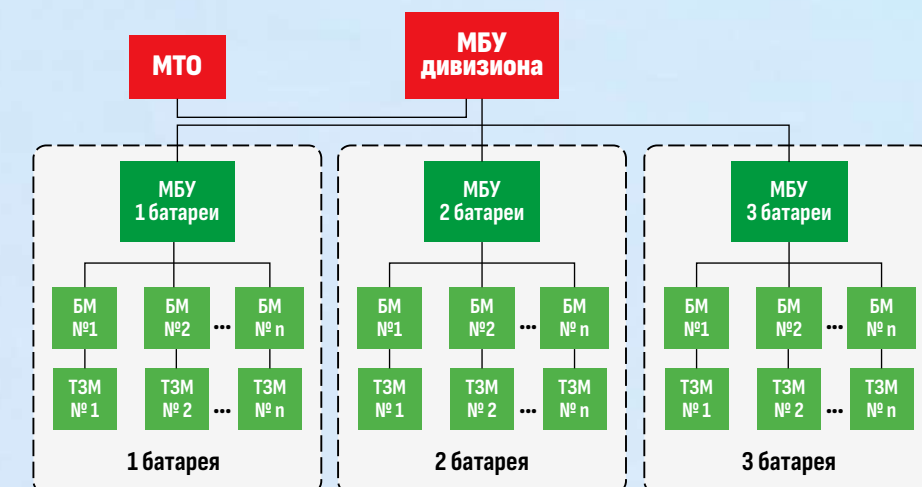 МТО
МБУ
дивизиона
МБУ
1 батареи
МБУ
2 батареи
МБУ
3 батареи
БМ
№1
БМ
№2
...
БМ
№ n
БМ
№1
БМ
№2
...
БМ
№ n
БМ
№1
БМ
№2
...
БМ
№ n
ТЗМ
№ 1
ТЗМ
№ 2
...
ТЗМ
№ n
ТЗМ
№ 1
ТЗМ
№ 2
...
ТЗМ
№ n
ТЗМ
№ 1
ТЗМ
№ 2
...
ТЗМ
№ n
1 батарея
2 батарея
3 батарея